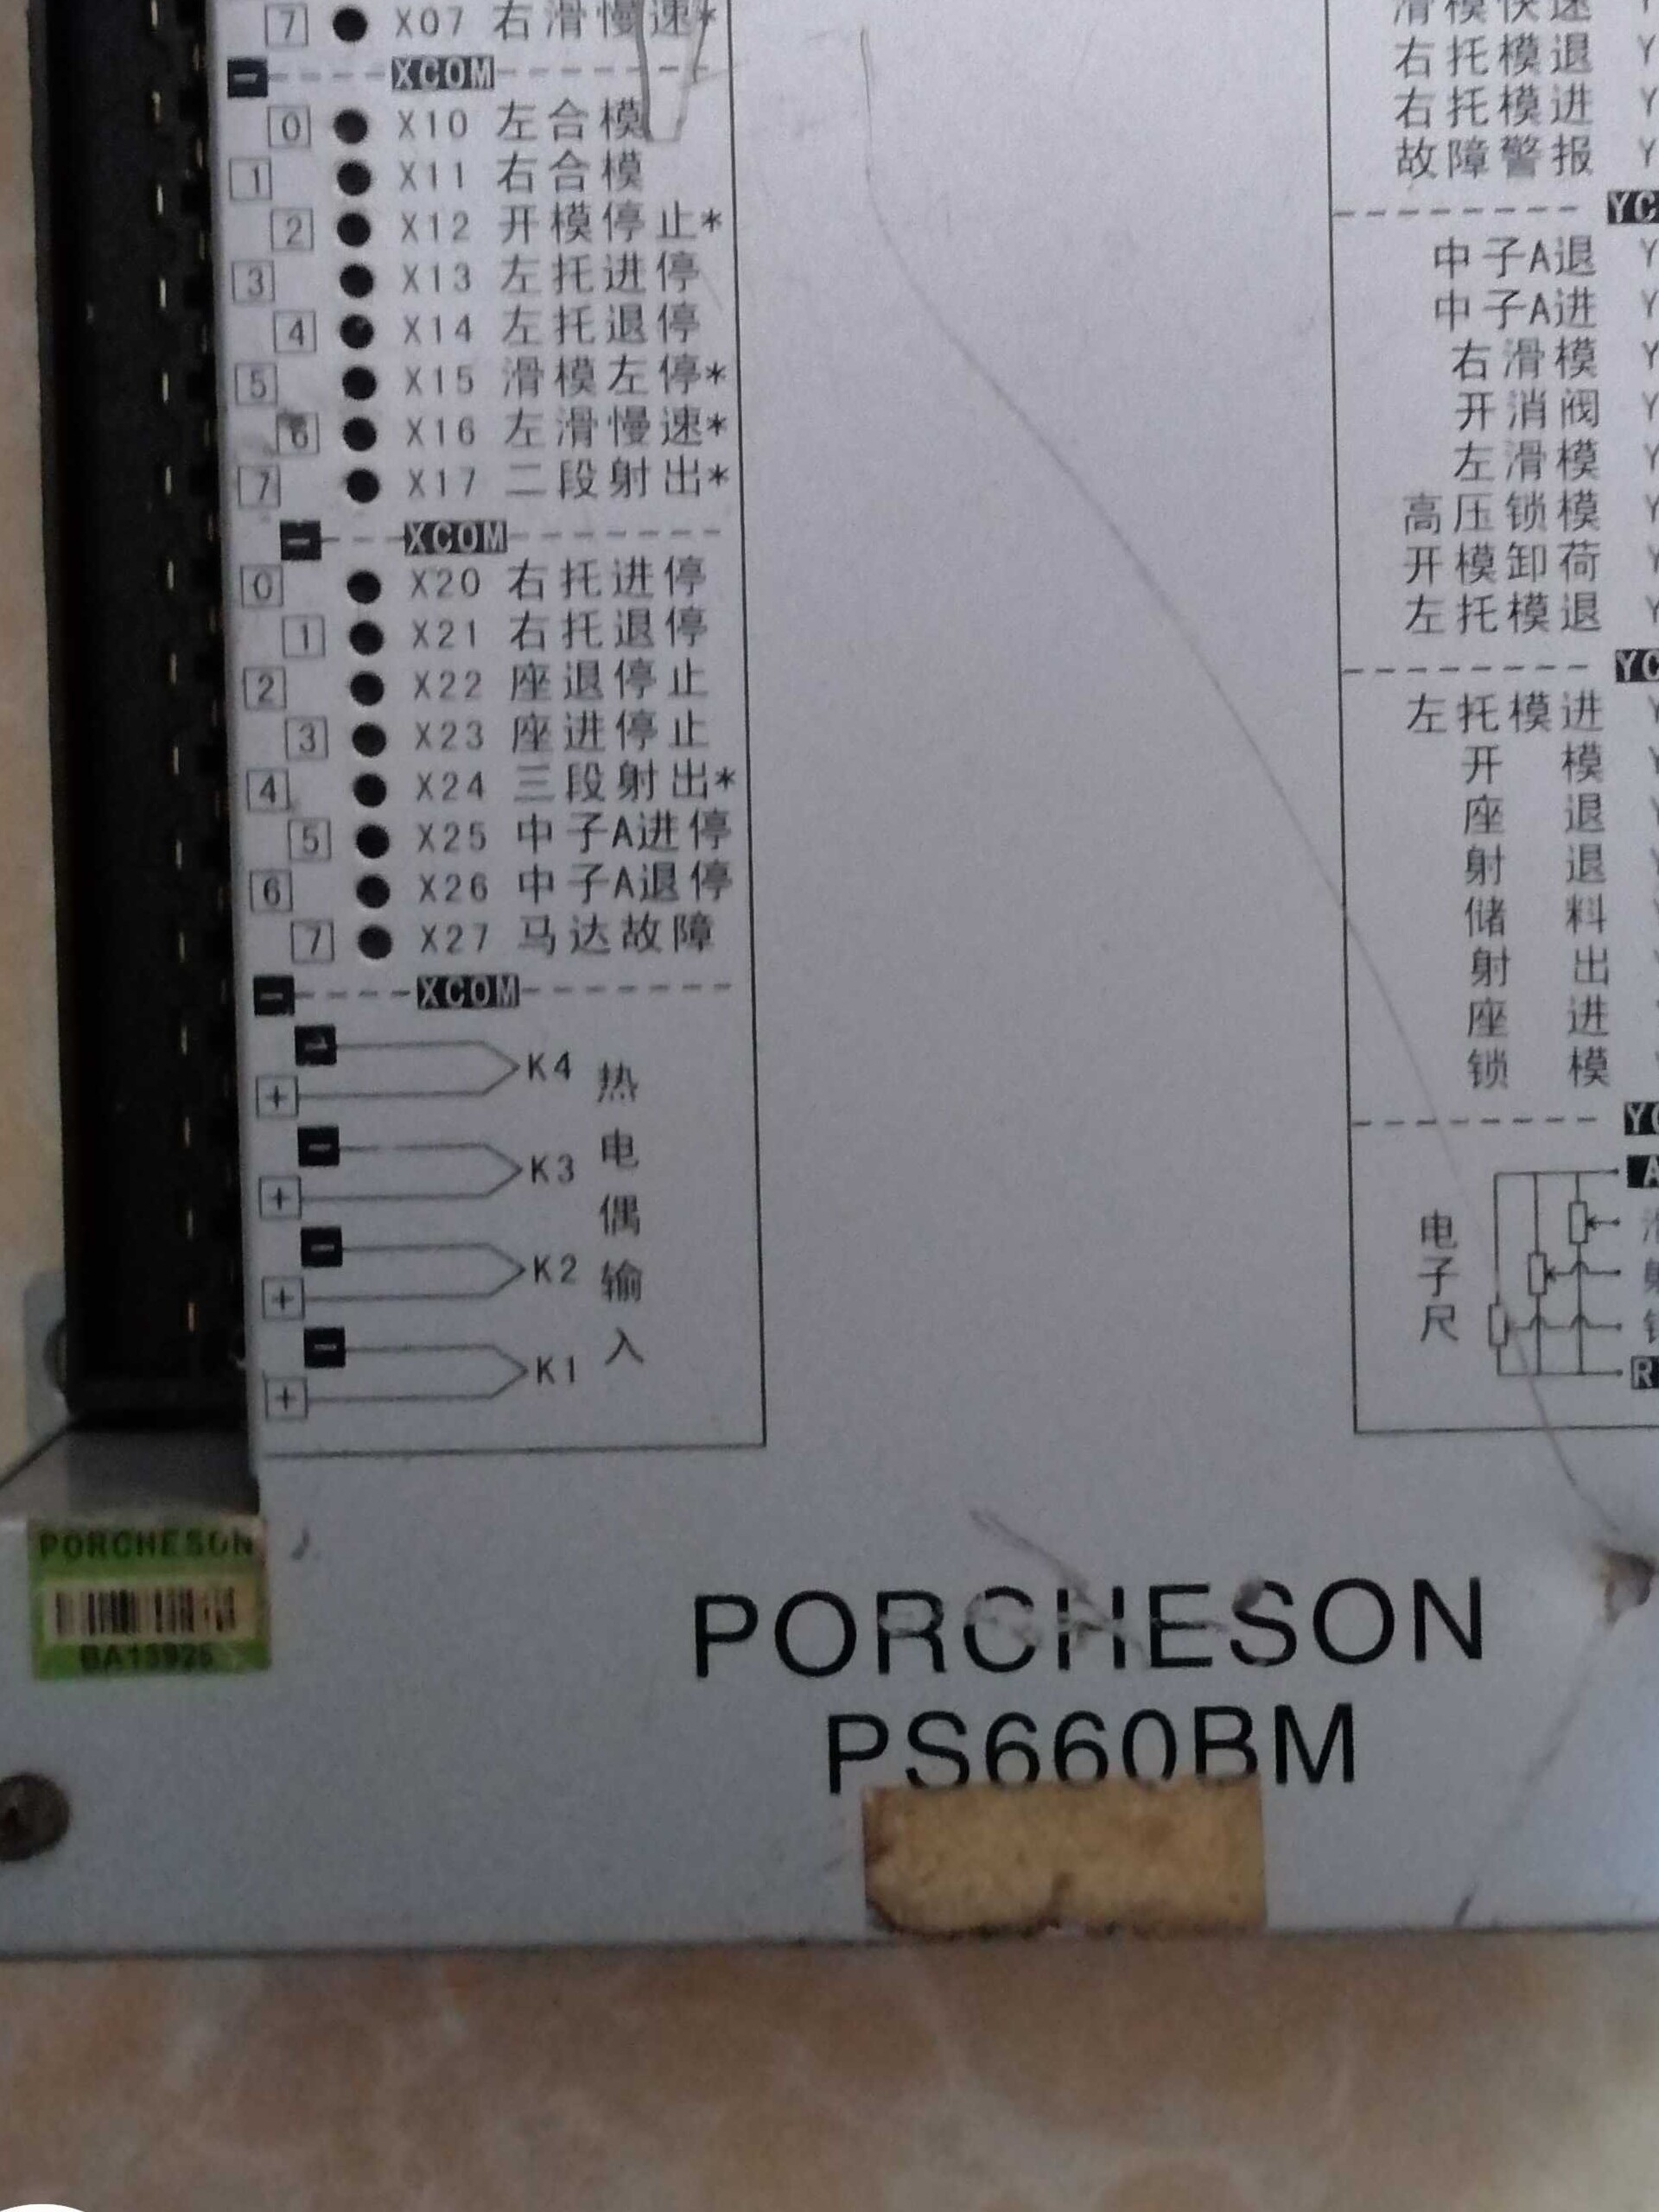 7 X07 右滑慢速*
XCOM
0 X10 左合模
1 X11 右合模
2 X12 开模停止*
3 X13 左托进停
4 X14 左托退停
5 X15 滑模左停*
6 X16 左滑慢速*
7 X17 二段射出*
XCOM
0 X20 右托进停
1 X21 右托退停
2 X22 座退停止
3 X23 座进停止
4 X24 三段射出*
5 X25 中子A进停
6 X26 中子A退停
7 X27 马达故障
XCOM
K4
+
K3
+
K2
+
K1
+
热电偶输入
滑模快速 Y
右托模退 Y
右托模进 Y
故障警报 Y
YC
中子A退 Y
中子A进 Y
右滑模 Y
开消阀 Y
左滑模 Y
高压锁模 Y
开模卸荷 Y
左托模退 Y
YC
左托模进 Y
开模 Y
座退 Y
射退 Y
储料
射出
座进
锁模
YC
A
电子尺
R
PORCHESON
BA13925
PORCHESON
PS660BM